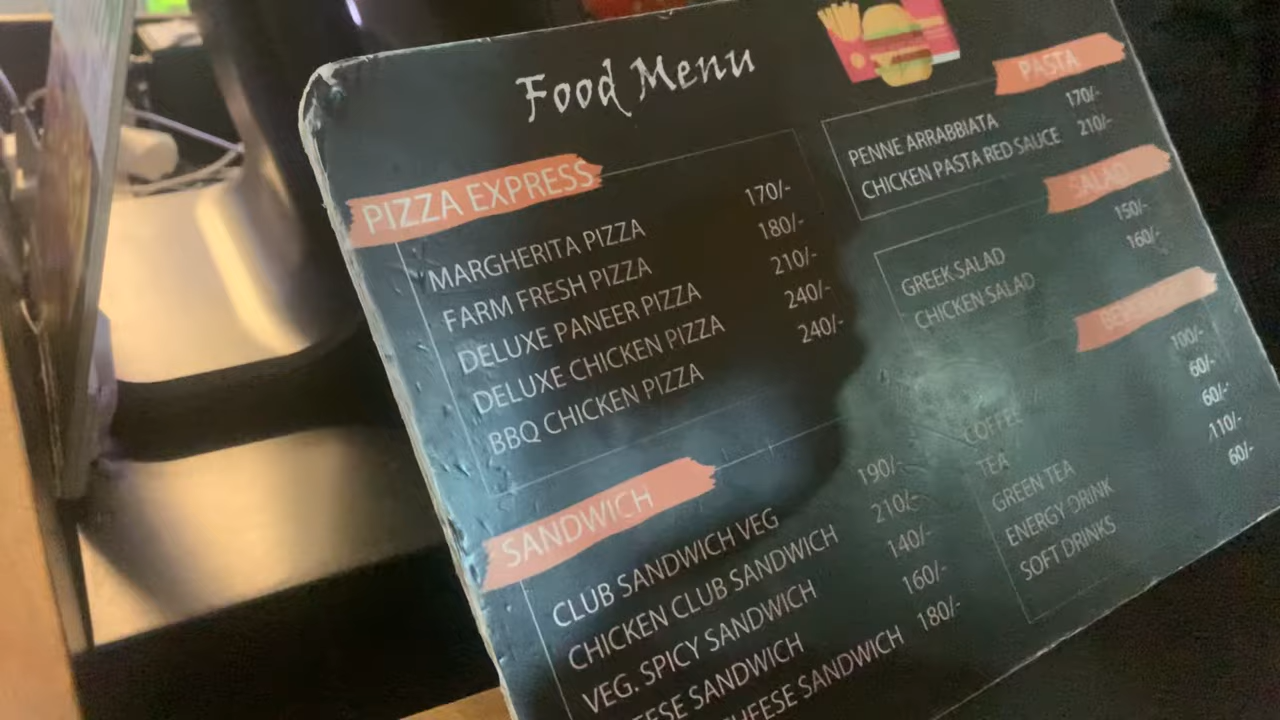 Food Menu
PIZZA EXPRESS
MARGHERITA PIZZA 170/-
FARM FRESH PIZZA 180/-
DELUXE PANEER PIZZA 210/-
DELUXE CHICKEN PIZZA 240/-
BBQ CHICKEN PIZZA 240/-
SANDWICH
CLUB SANDWICH VEG 190/-
CHICKEN CLUB SANDWICH 210/-
VEG. SPICY SANDWICH 140/-
SANDWICH 160/-
SANDWICH 180/-
PASTA
PENNE ARRABBIATA 170/-
CHICKEN PASTA RED SAUCE 210/-
SALAD
GREEK SALAD 150/-
CHICKEN SALAD 160/-
COFFEE 100/-
TEA 60/-
GREEN TEA 60/-
ENERGY DRINK 110/-
SOFT DRINKS 60/-